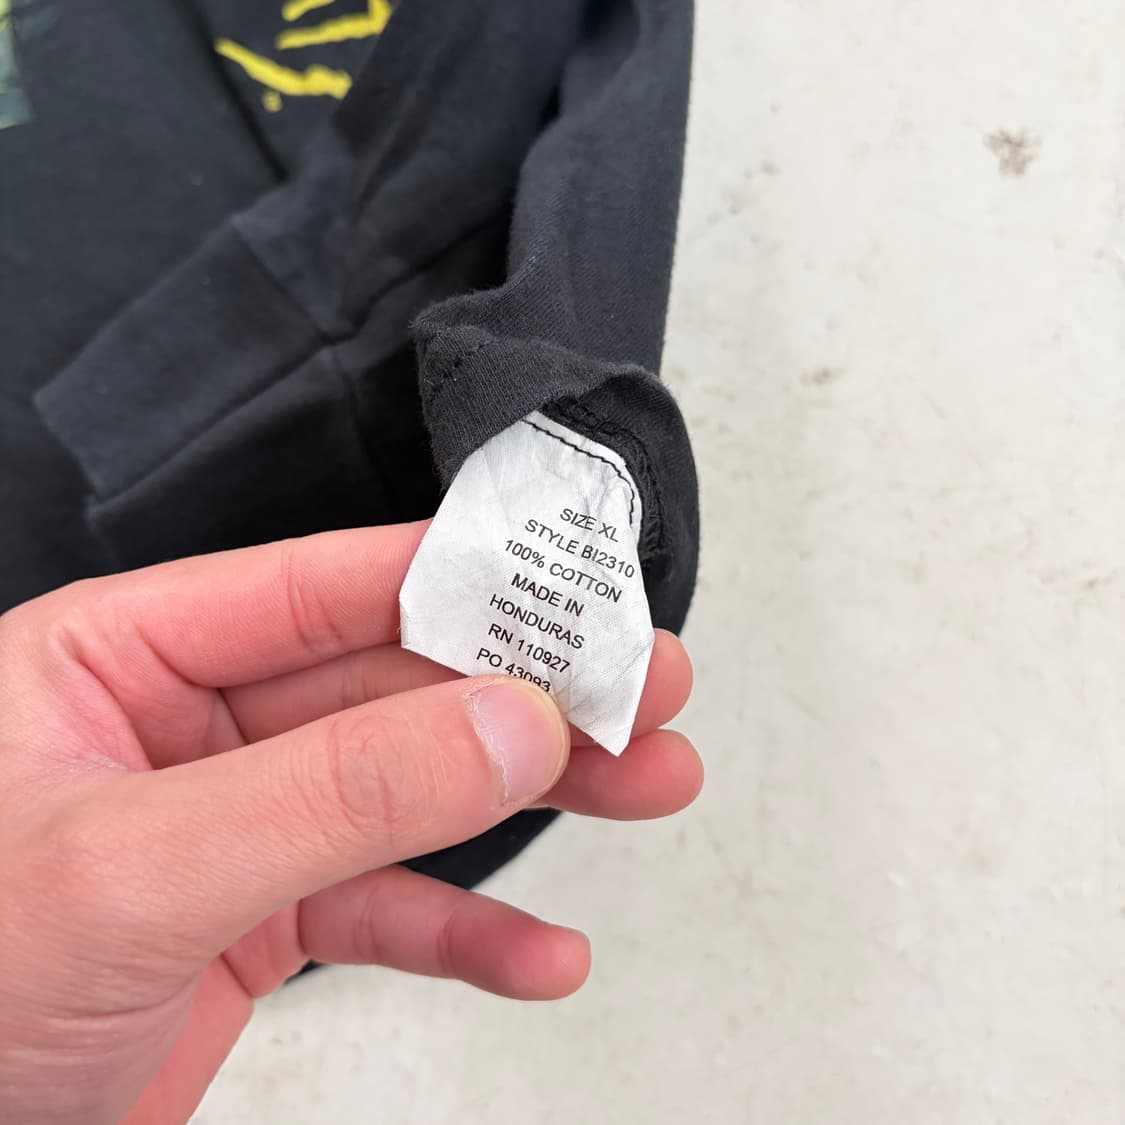 SIZE XL
STYLE BI2310
100% COTTON
MADE IN
HONDURAS
RN 110927
PO 43093